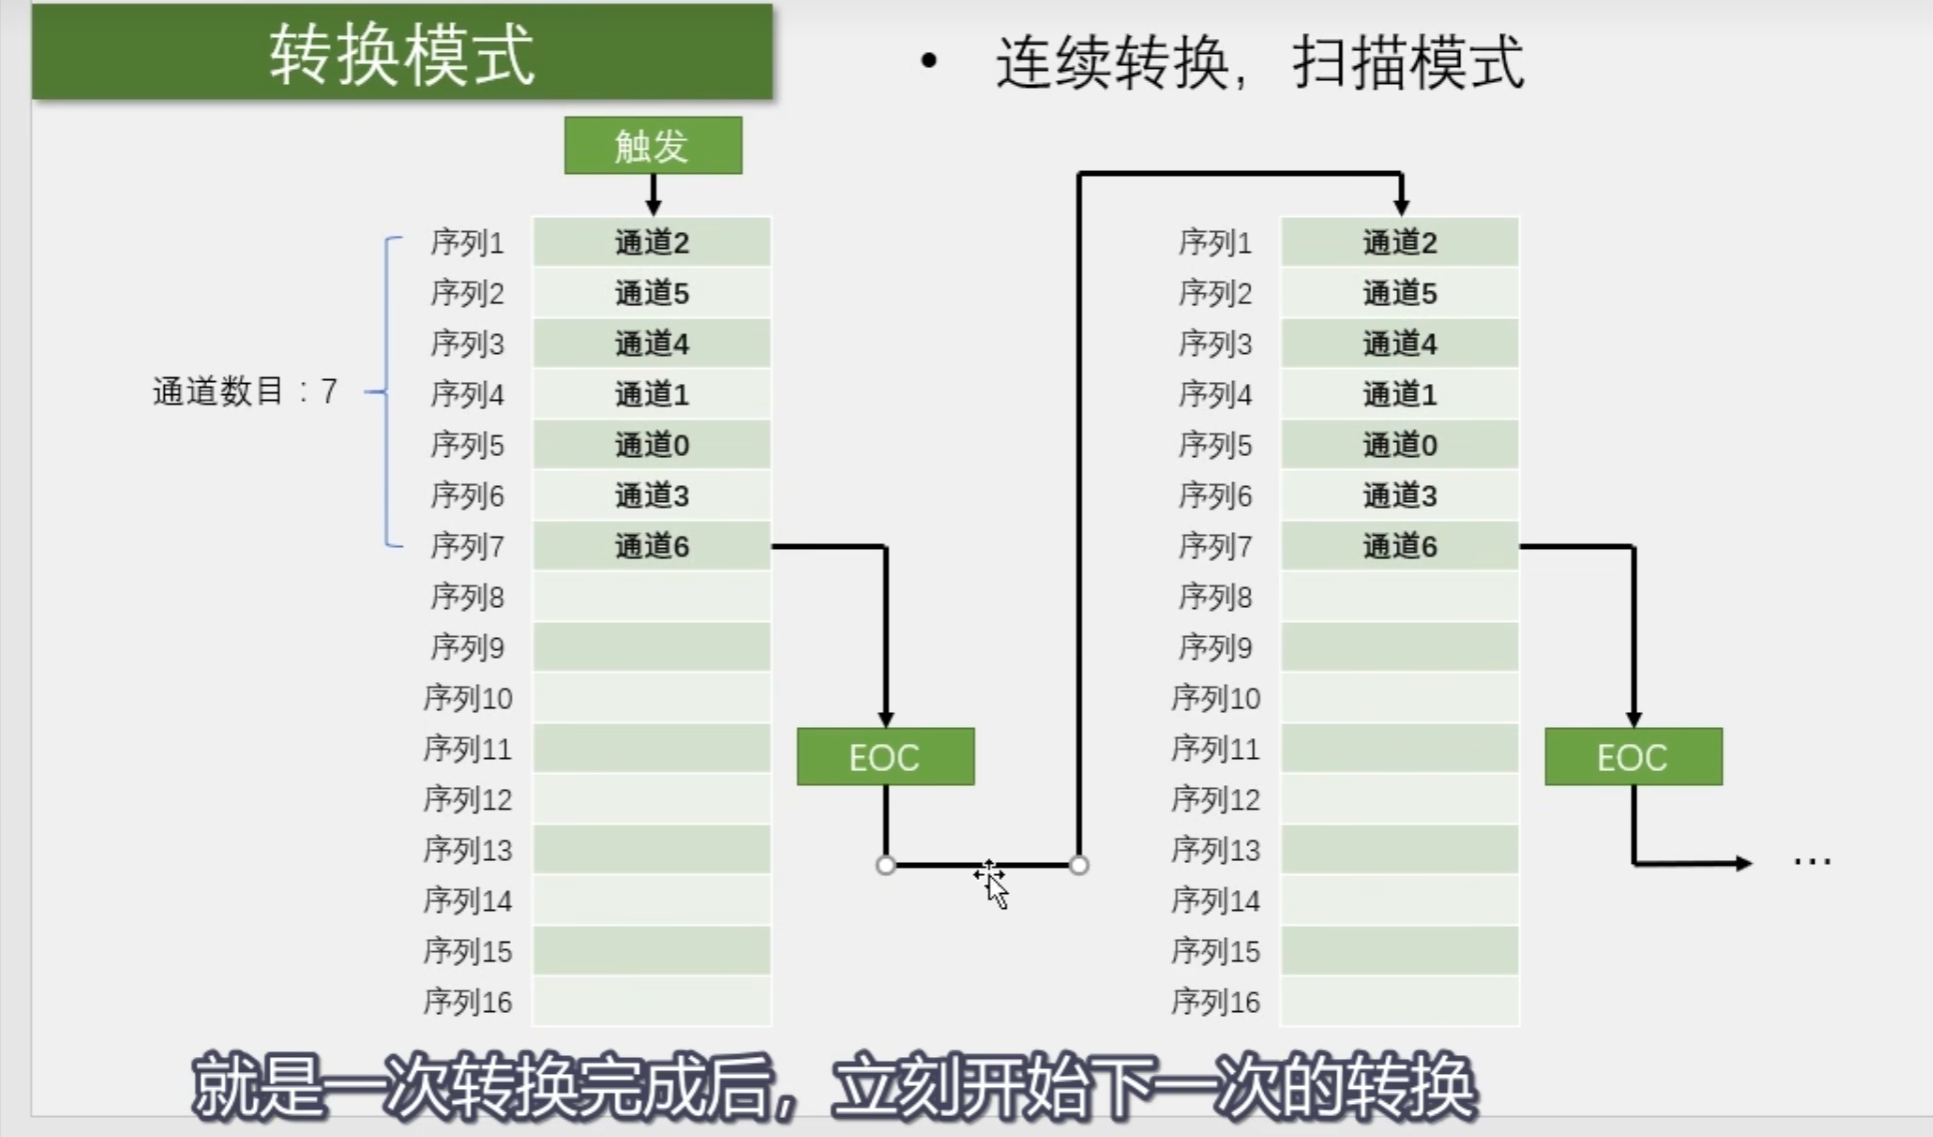 转换模式
• 连续转换，扫描模式
触发
通道数目：7
序列1 通道2
序列2 通道5
序列3 通道4
序列4 通道1
序列5 通道0
序列6 通道3
序列7 通道6
序列8
序列9
序列10
序列11
序列12
序列13
序列14
序列15
序列16
EOC
序列1 通道2
序列2 通道5
序列3 通道4
序列4 通道1
序列5 通道0
序列6 通道3
序列7 通道6
序列8
序列9
序列10
序列11
序列12
序列13
序列14
序列15
序列16
EOC
…
就是一次转换完成后，立刻开始下一次的转换